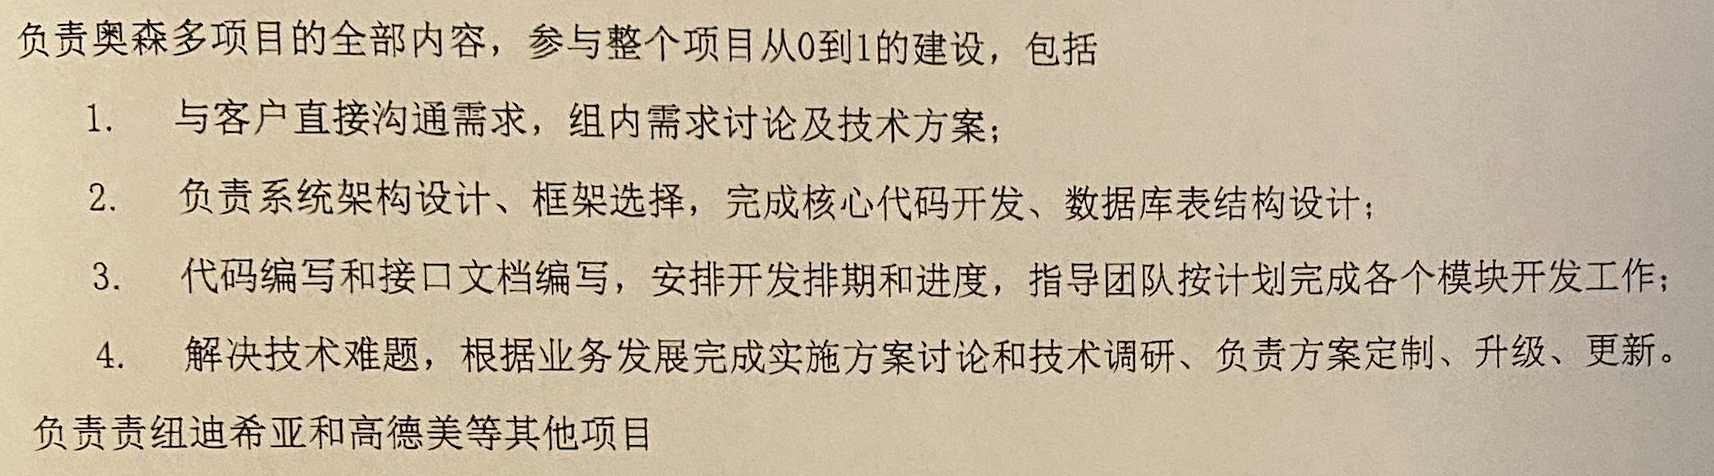 负责奥森多项目的全部内容，参与整个项目从0到1的建设，包括
1. 与客户直接沟通需求，组内需求讨论及技术方案；
2. 负责系统架构设计、框架选择，完成核心代码开发、数据库表结构设计；
3. 代码编写和接口文档编写，安排开发排期和进度，指导团队按计划完成各个模块开发工作；
4. 解决技术难题，根据业务发展完成实施方案讨论和技术调研、负责方案定制、升级、更新。
负责责纽迪希亚和高德美等其他项目